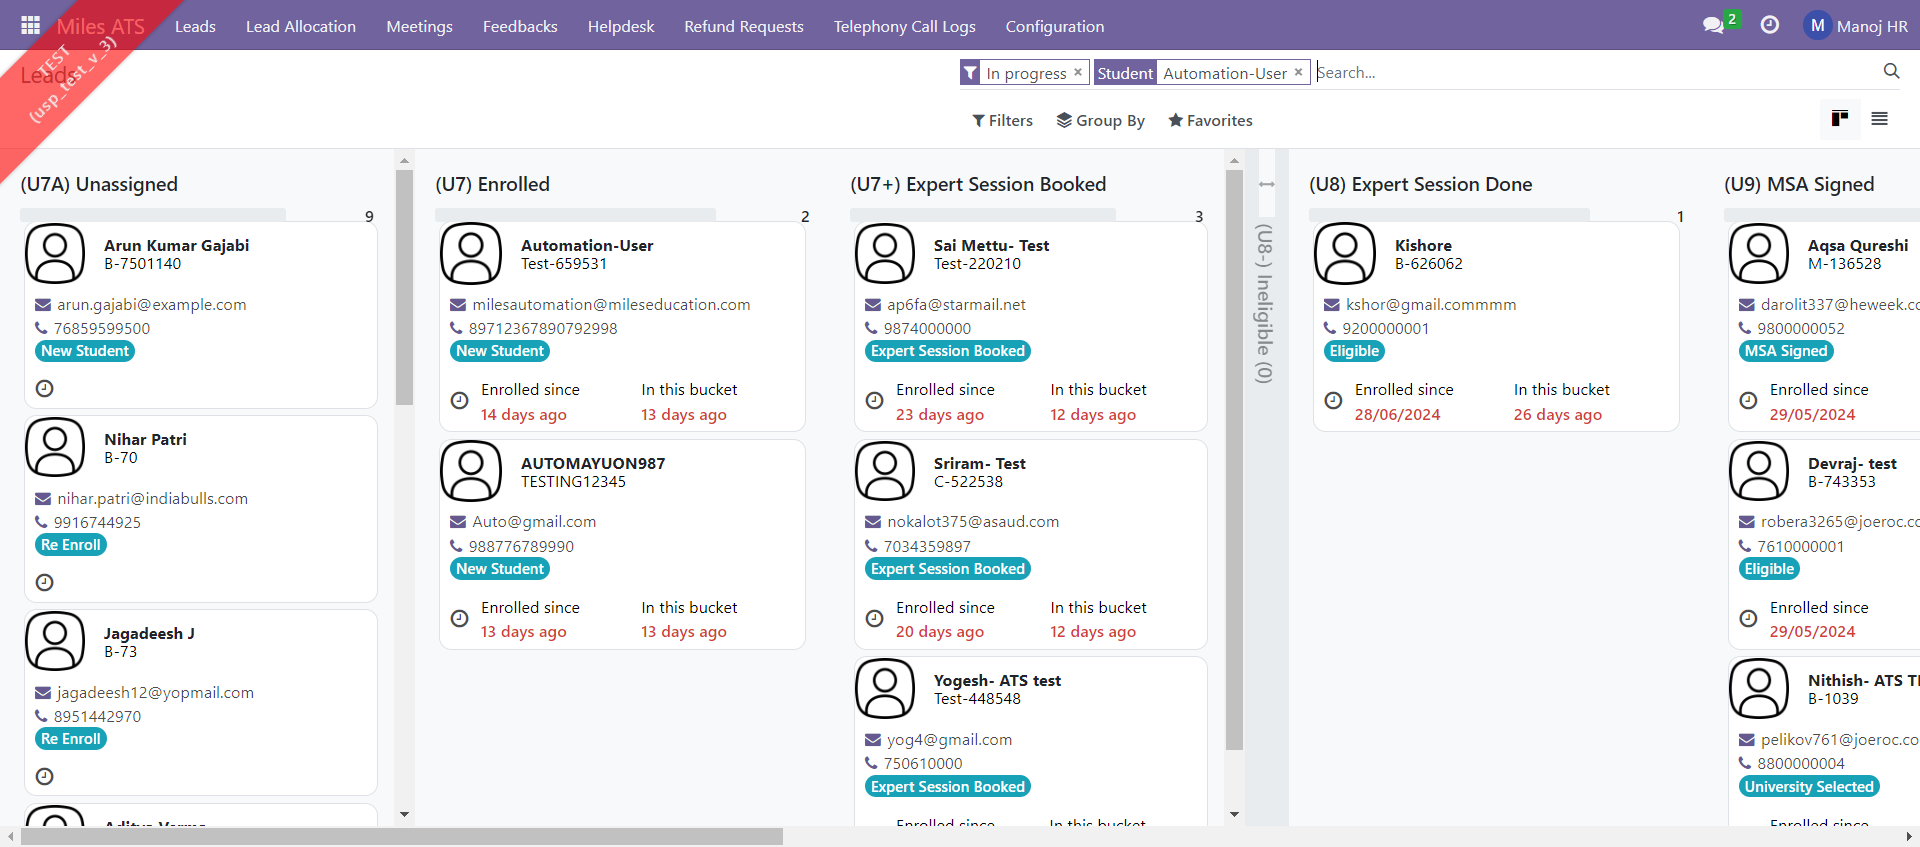 Miles ATS
Leads
Lead Allocation
Meetings
Feedbacks
Helpdesk
Refund Requests
Telephony Call Logs
Configuration
2
M
Manoj HR
TEST
(usp_test_v_3)
Leads
In progress ×
Student Automation-User ×
Search...
Filters
Group By
Favorites
(U7A) Unassigned
9
Arun Kumar Gajabi
B-7501140
arun.gajabi@example.com
76859599500
New Student
Nihar Patri
B-70
nihar.patri@indiabulls.com
9916744925
Re Enroll
Jagadeesh J
B-73
jagadeesh12@yopmail.com
8951442970
Re Enroll
(U7) Enrolled
2
Automation-User
Test-659531
milesautomation@mileseducation.com
89712367890792998
New Student
Enrolled since In this bucket
14 days ago 13 days ago
AUTOMAYUON987
TESTING12345
Auto@gmail.com
988776789990
New Student
Enrolled since In this bucket
13 days ago 13 days ago
(U7+) Expert Session Booked
3
Sai Mettu- Test
Test-220210
ap6fa@starmail.net
9874000000
Expert Session Booked
Enrolled since In this bucket
23 days ago 12 days ago
Sriram- Test
C-522538
nokalot375@asaud.com
7034359897
Expert Session Booked
Enrolled since In this bucket
20 days ago 12 days ago
Yogesh- ATS test
Test-448548
yog4@gmail.com
750610000
Expert Session Booked
Enrolled since In this bucket
(U8-) Ineligible (0)
(U8) Expert Session Done
1
Kishore
B-626062
kshor@gmail.commmm
9200000001
Eligible
Enrolled since In this bucket
28/06/2024 26 days ago
(U9) MSA Signed
Aqsa Qureshi
M-136528
darolit337@heweek.co
9800000052
MSA Signed
Enrolled since
29/05/2024
Devraj- test
B-743353
robera3265@joeroc.co
7610000001
Eligible
Enrolled since
29/05/2024
Nithish- ATS T
B-1039
pelikov761@joeroc.co
8800000004
University Selected
Enrolled since